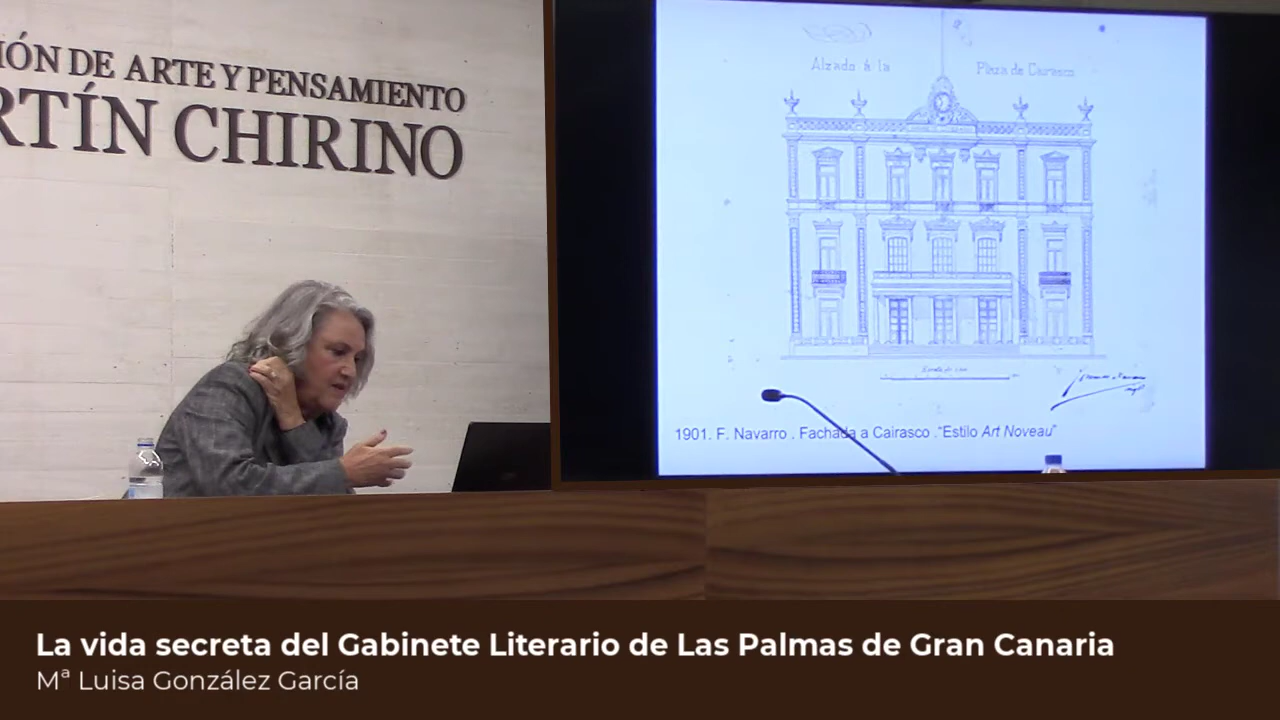 IÓN DE ARTE Y PENSAMIENTO
RTÍN CHIRINO
Alzado á la Plaza de Cairasco
1901. F. Navarro . Fachada a Cairasco ."Estilo Art Noveau"
La vida secreta del Gabinete Literario de Las Palmas de Gran Canaria
Mª Luisa González García